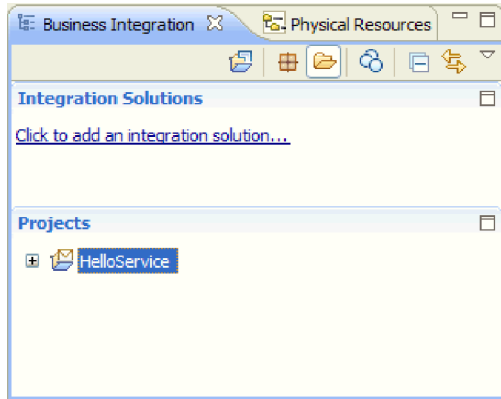 Business Integration Physical Resources
Integration Solutions
Click to add an integration solution...
Projects
HelloService